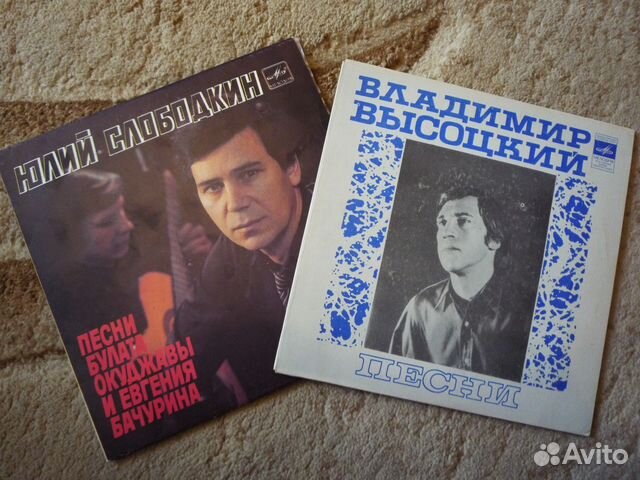 ЮЛИЙ СЛОБОДКИН
ПЕСНИ
БУЛАТА
ОКУДЖАВЫ
И ЕВГЕНИЯ
БАЧУРИНА
ВЛАДИМИР
ВЫСОЦКИЙ
ПЕСНИ
Avito